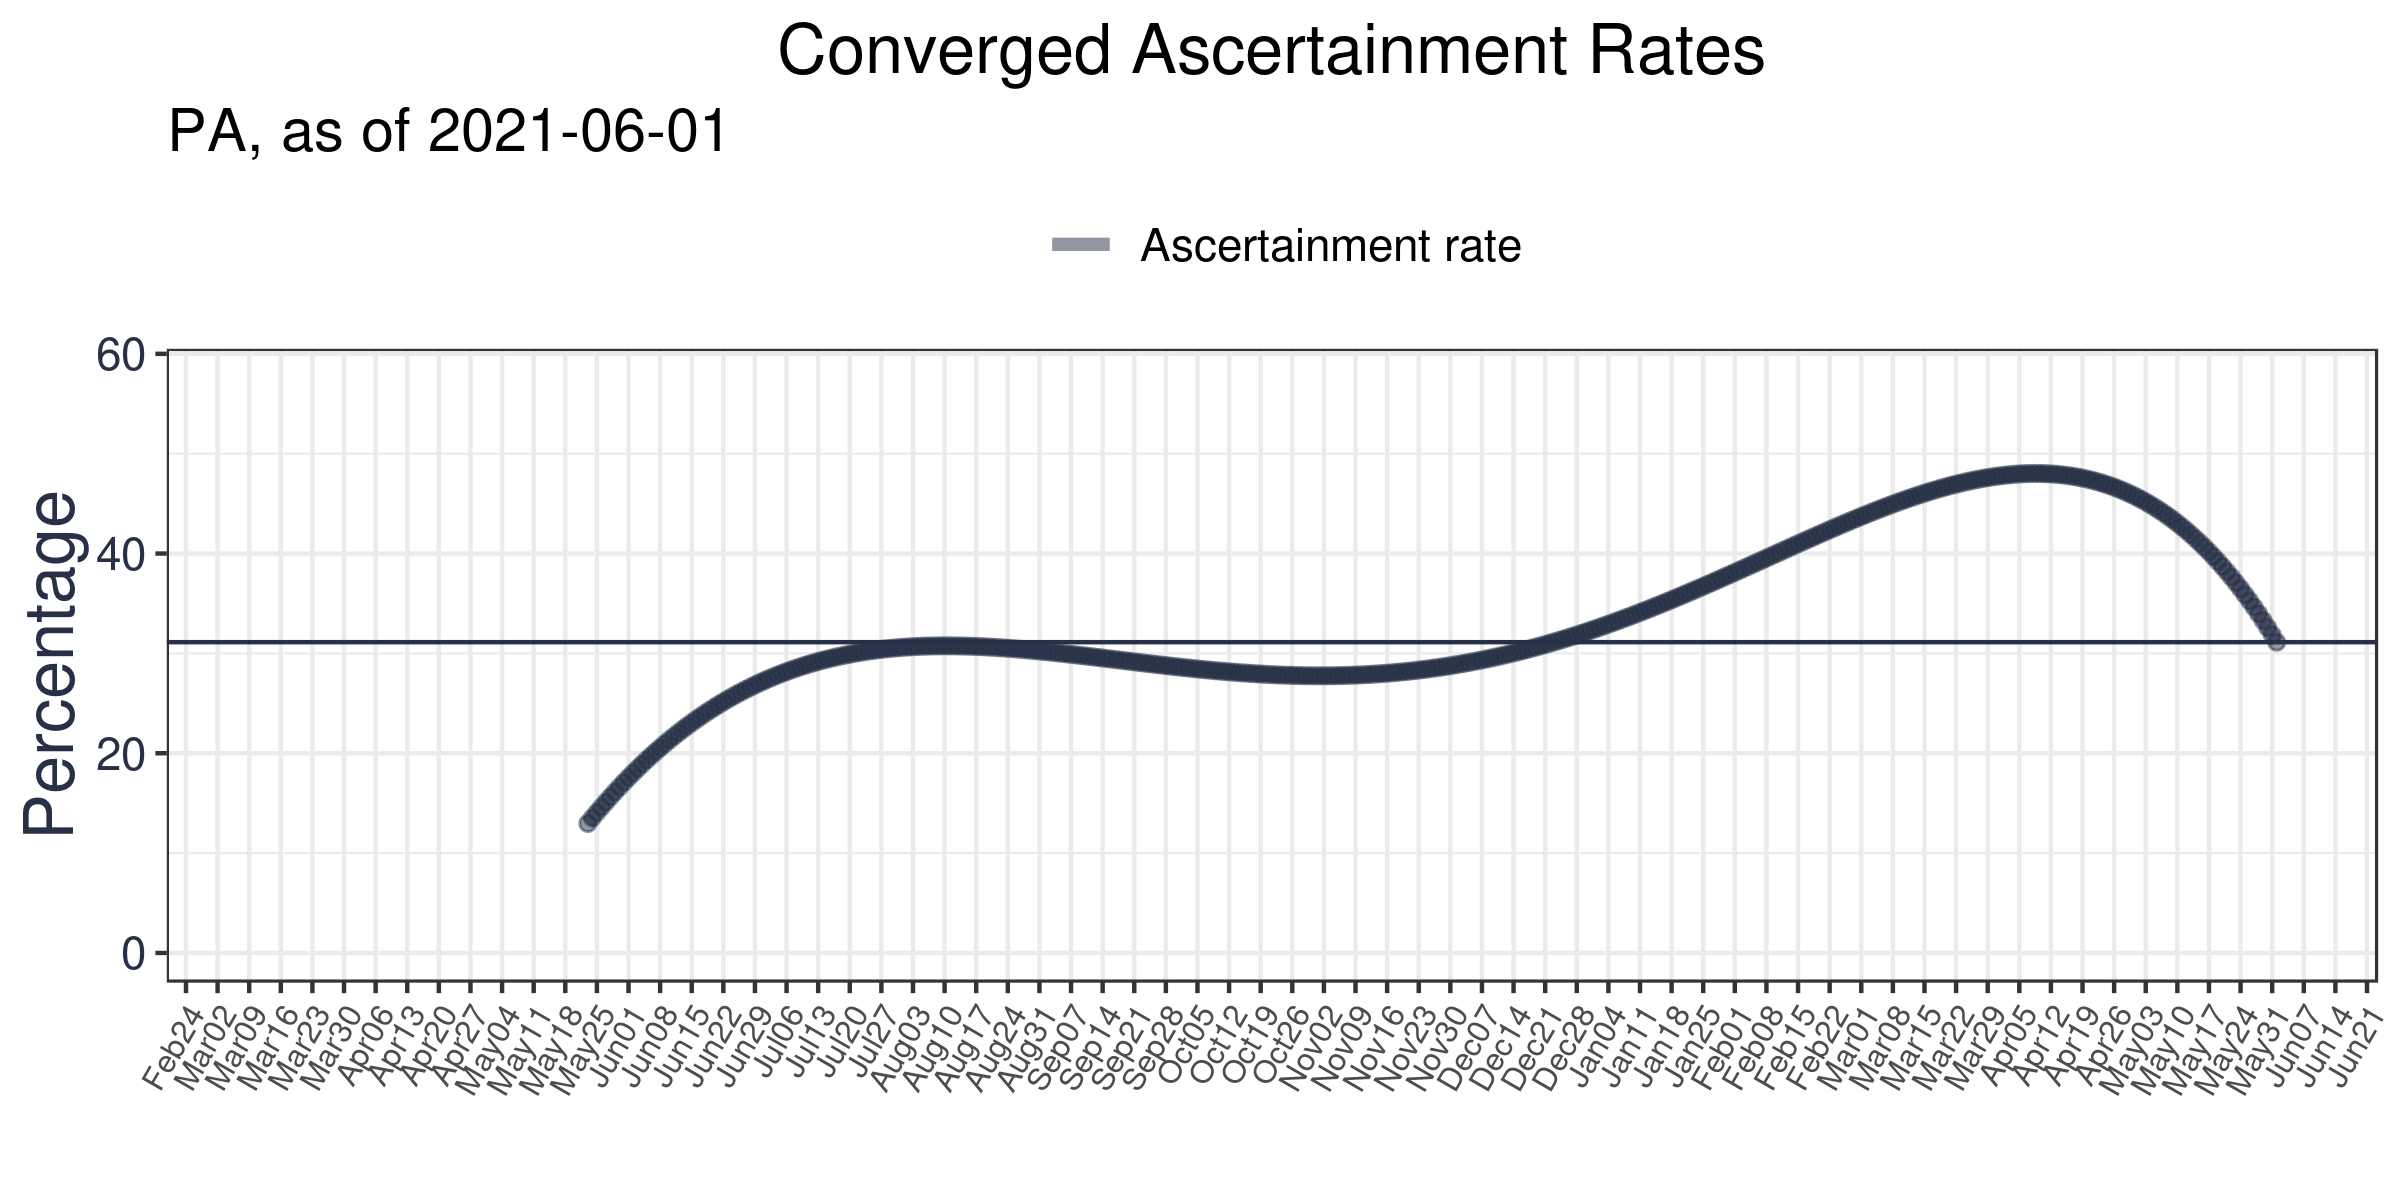 Converged Ascertainment Rates
PA, as of 2021-06-01
Ascertainment rate
Percentage
60
40
20
0
Feb24 Mar02 Mar09 Mar16 Mar23 Mar30 Apr06 Apr13 Apr20 Apr27 May04 May11 May18 May25 Jun01 Jun08 Jun15 Jun22 Jun29 Jul06 Jul13 Jul20 Jul27 Aug03 Aug10 Aug17 Aug24 Aug31 Sep07 Sep14 Sep21 Sep28 Oct05 Oct12 Oct19 Oct26 Nov02 Nov09 Nov16 Nov23 Nov30 Dec07 Dec14 Dec21 Dec28 Jan04 Jan11 Jan18 Jan25 Feb01 Feb08 Feb15 Feb22 Mar01 Mar08 Mar15 Mar22 Mar29 Apr05 Apr12 Apr19 Apr26 May03 May10 May17 May24 May31 Jun07 Jun14 Jun21